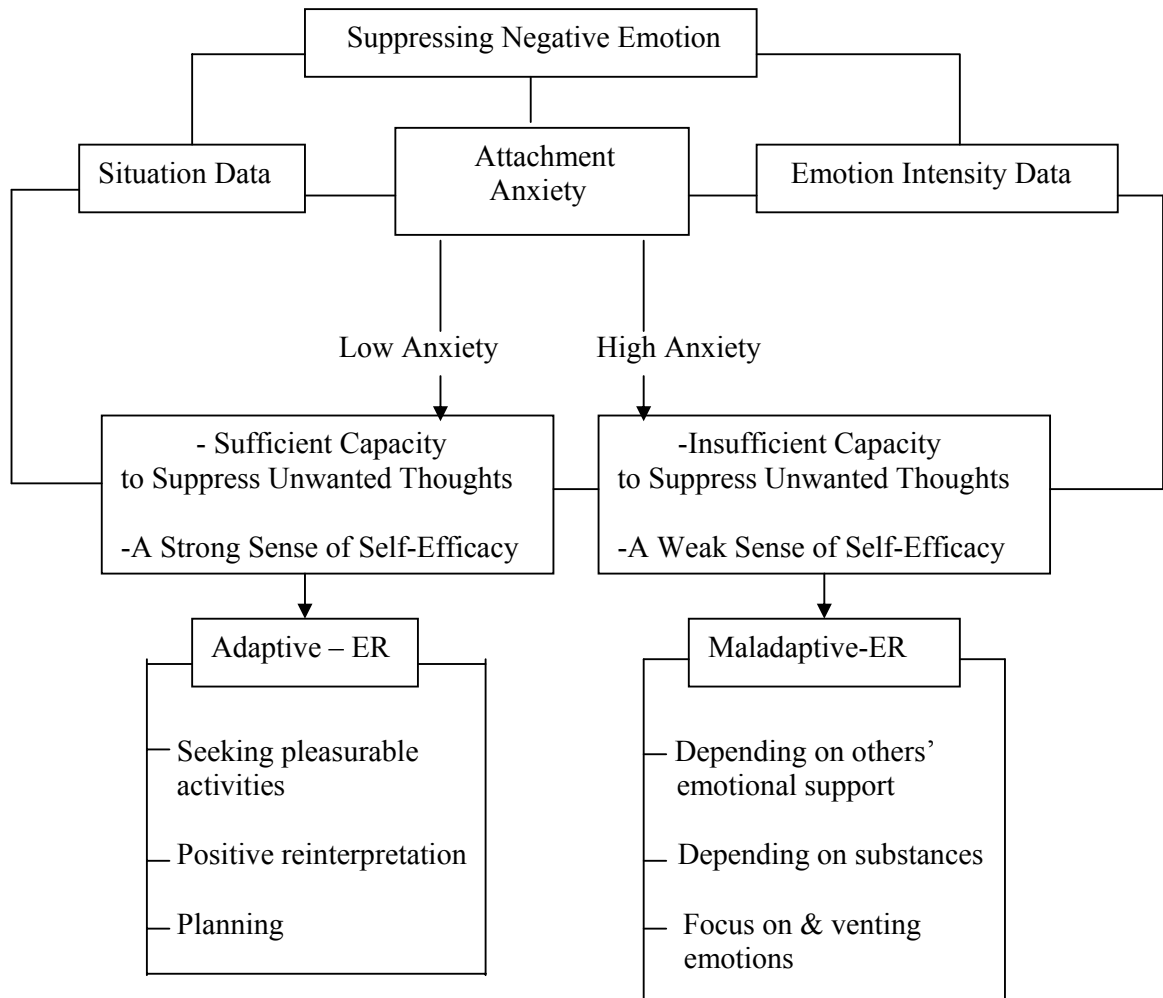 Suppressing Negative Emotion
Situation Data
Attachment
Anxiety
Emotion Intensity Data
Low Anxiety
High Anxiety
- Sufficient Capacity
to Suppress Unwanted Thoughts
-A Strong Sense of Self-Efficacy
-Insufficient Capacity
to Suppress Unwanted Thoughts
-A Weak Sense of Self-Efficacy
Adaptive – ER
Seeking pleasurable
activities
Positive reinterpretation
Planning
Maladaptive-ER
Depending on others’
emotional support
Depending on substances
Focus on & venting
emotions